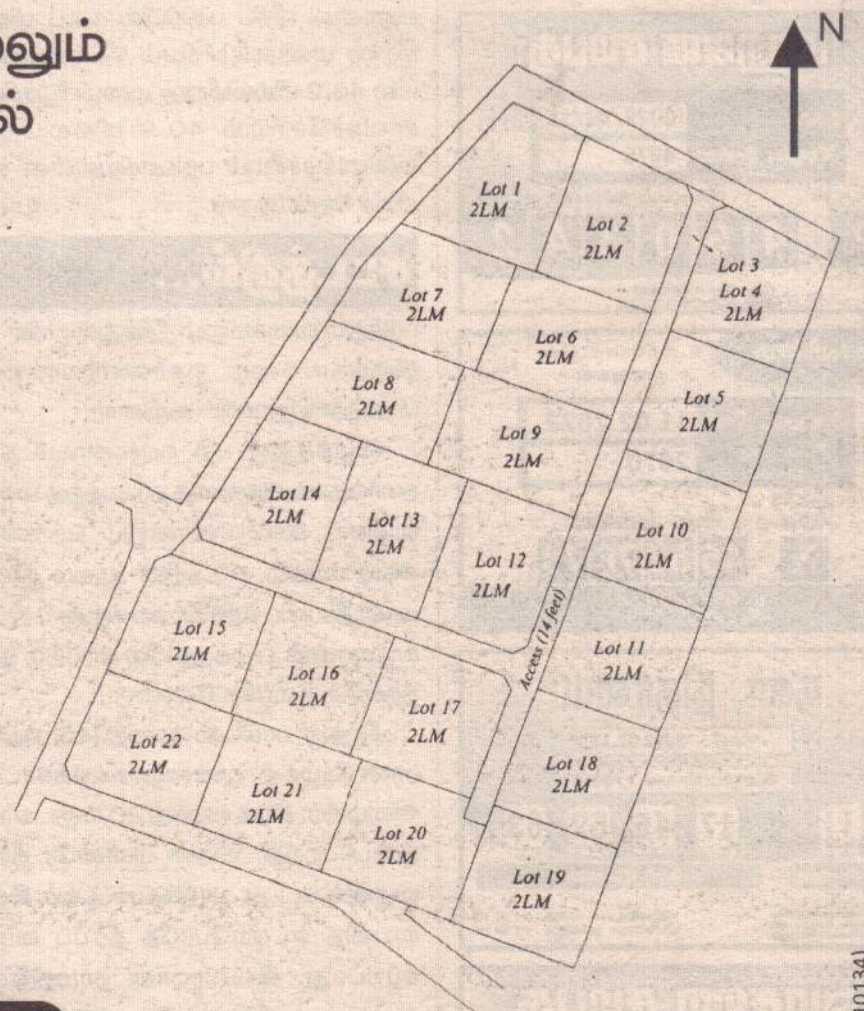 லும்
ல்
N
Lot 1
2LM
Lot 2
2LM
Lot 3
Lot 4
2LM
Lot 7
2LM
Lot 6
2LM
Lot 5
2LM
Lot 8
2LM
Lot 9
2LM
Lot 14
2LM
Lot 13
2LM
Lot 10
2LM
Lot 12
2LM
Access (14 feet)
Lot 11
2LM
Lot 15
2LM
Lot 16
2LM
Lot 17
2LM
Lot 22
2LM
Lot 21
2LM
Lot 18
2LM
Lot 20
2LM
Lot 19
2LM
10134)